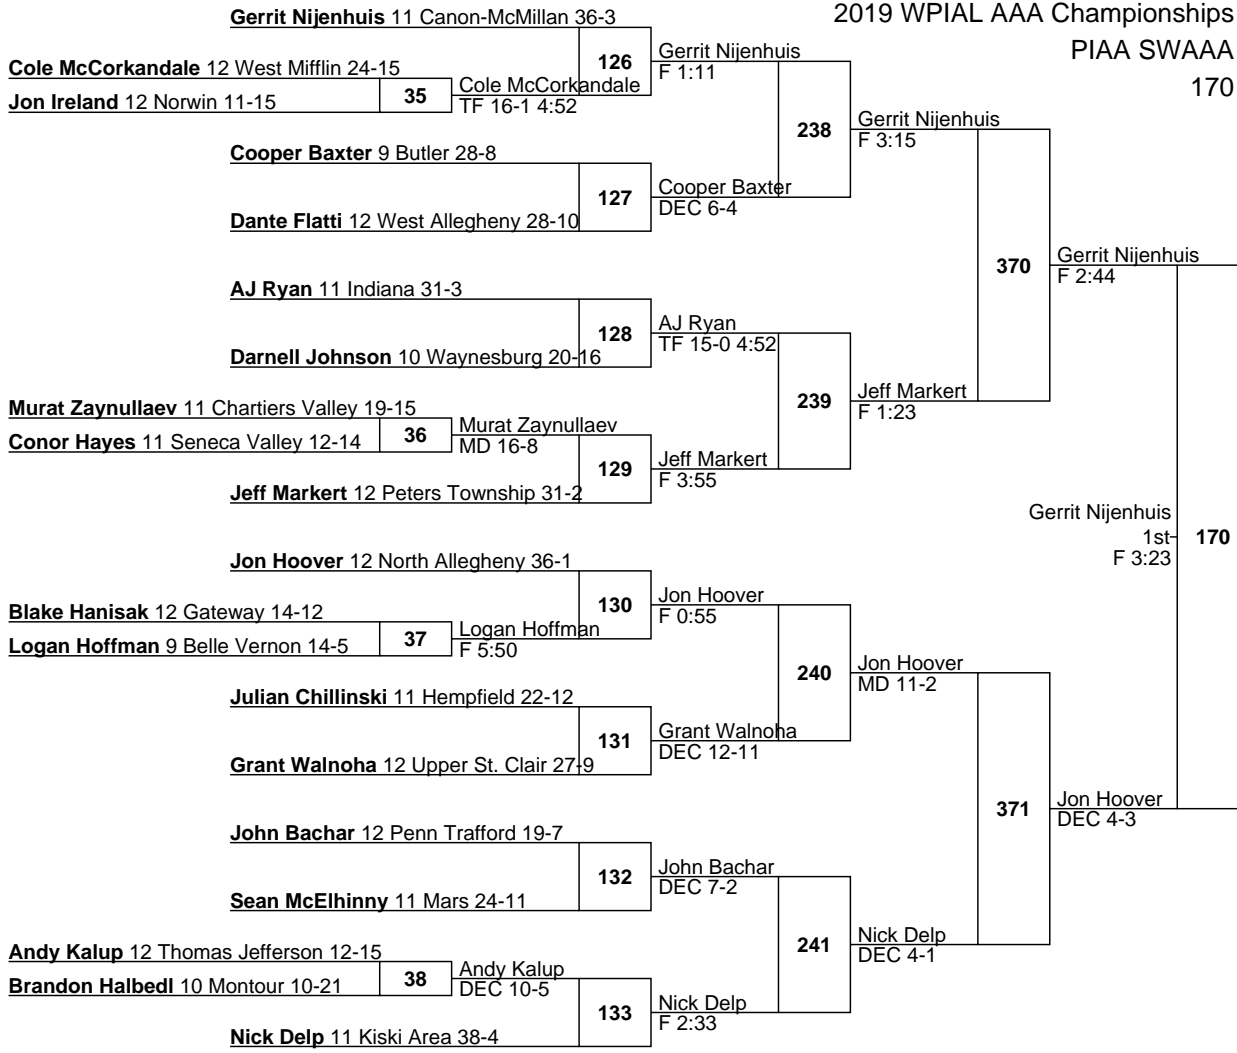 2019 WPIAL AAA Championships
PIAA SWAAA
170
Gerrit Nijenhuis 11 Canon-McMillan 36-3
126
Gerrit Nijenhuis
F 1:11
Cole McCorkandale 12 West Mifflin 24-15
35
Cole McCorkandale
TF 16-1 4:52
Jon Ireland 12 Norwin 11-15
238
Gerrit Nijenhuis
F 3:15
Cooper Baxter 9 Butler 28-8
127
Cooper Baxter
DEC 6-4
Dante Flatti 12 West Allegheny 28-10
370
Gerrit Nijenhuis
F 2:44
AJ Ryan 11 Indiana 31-3
128
AJ Ryan
TF 15-0 4:52
Darnell Johnson 10 Waynesburg 20-16
239
Jeff Markert
F 1:23
Murat Zaynullaev 11 Chartiers Valley 19-15
36
Murat Zaynullaev
MD 16-8
Conor Hayes 11 Seneca Valley 12-14
129
Jeff Markert
F 3:55
Jeff Markert 12 Peters Township 31-2
Gerrit Nijenhuis
1st
F 3:23
170
Jon Hoover 12 North Allegheny 36-1
130
Jon Hoover
F 0:55
Blake Hanisak 12 Gateway 14-12
37
Logan Hoffman
F 5:50
Logan Hoffman 9 Belle Vernon 14-5
240
Jon Hoover
MD 11-2
Julian Chillinski 11 Hempfield 22-12
131
Grant Walnoha
DEC 12-11
Grant Walnoha 12 Upper St. Clair 27-9
371
Jon Hoover
DEC 4-3
John Bachar 12 Penn Trafford 19-7
132
John Bachar
DEC 7-2
Sean McElhinny 11 Mars 24-11
241
Nick Delp
DEC 4-1
Andy Kalup 12 Thomas Jefferson 12-15
38
Andy Kalup
DEC 10-5
Brandon Halbedl 10 Montour 10-21
133
Nick Delp
F 2:33
Nick Delp 11 Kiski Area 38-4